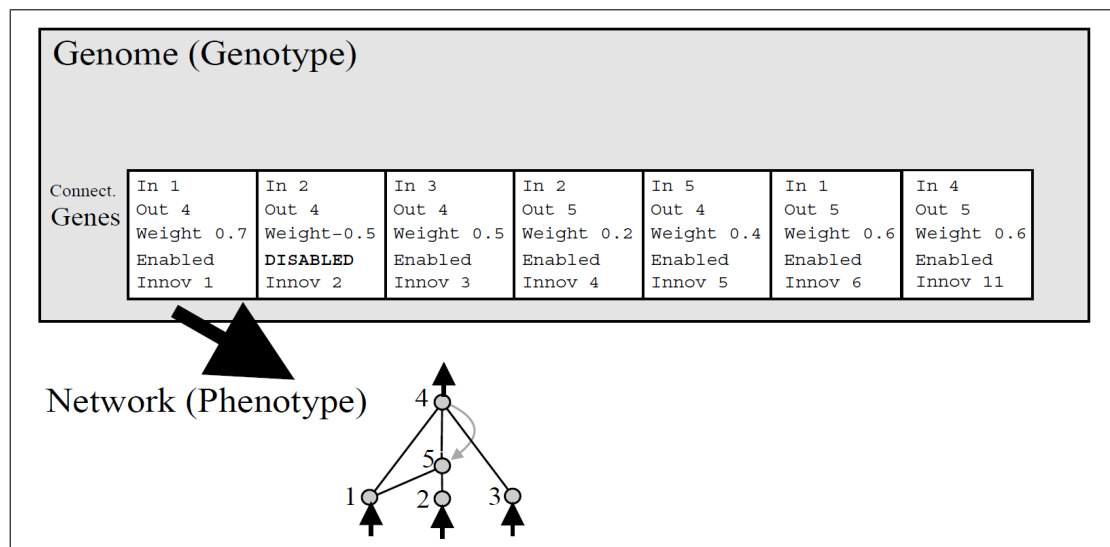 Genome (Genotype)
Connect.
Genes
In 1 In 2 In 3 In 2 In 5 In 1 In 4
Out 4 Out 4 Out 4 Out 5 Out 4 Out 5 Out 5
Weight 0.7 Weight-0.5 Weight 0.5 Weight 0.2 Weight 0.4 Weight 0.6 Weight 0.6
Enabled DISABLED Enabled Enabled Enabled Enabled Enabled
Innov 1 Innov 2 Innov 3 Innov 4 Innov 5 Innov 6 Innov 11
Network (Phenotype)
4
5
1 2 3